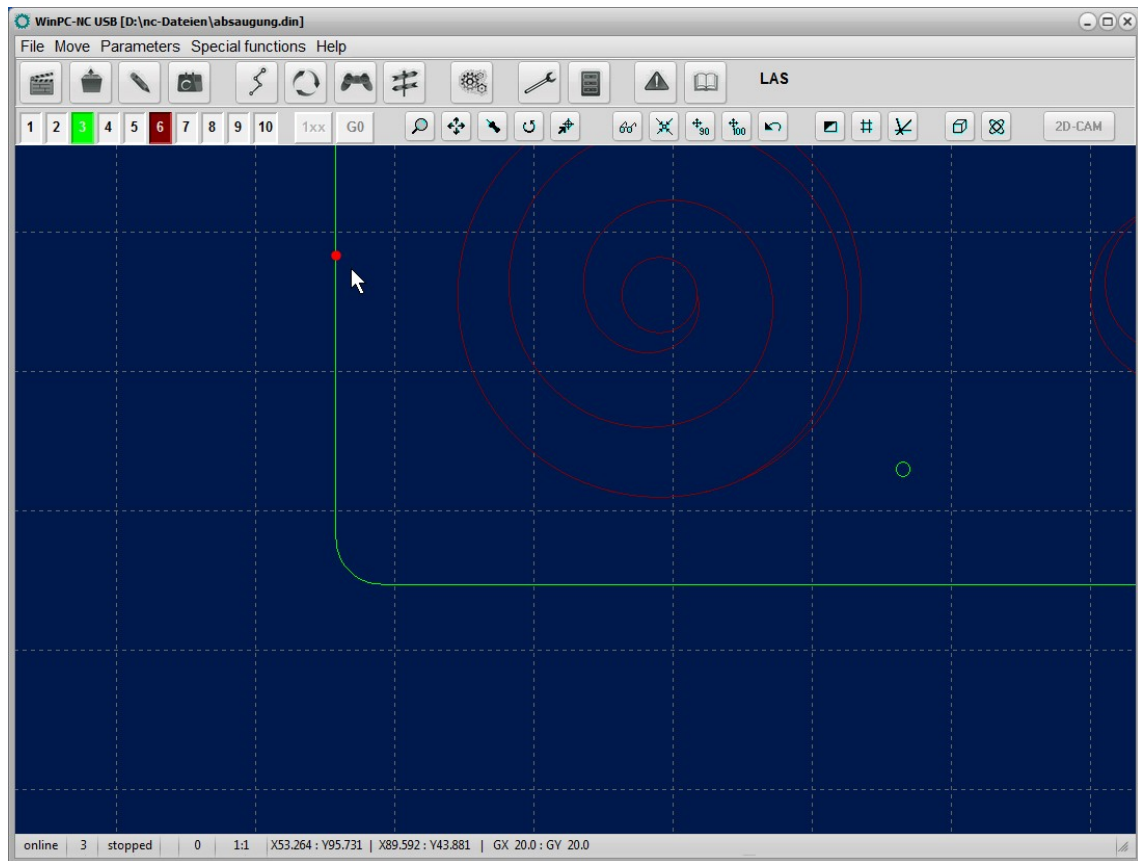 WinPC-NC USB [D:\nc-Dateien\absaugung.din]
File Move Parameters Special functions Help
LAS
1 2 3 4 5 6 7 8 9 10 1xx G0 90 100 2D-CAM
online 3 stopped 0 1:1 X53.264 : Y95.731 | X89.592 : Y43.881 | GX 20.0 : GY 20.0